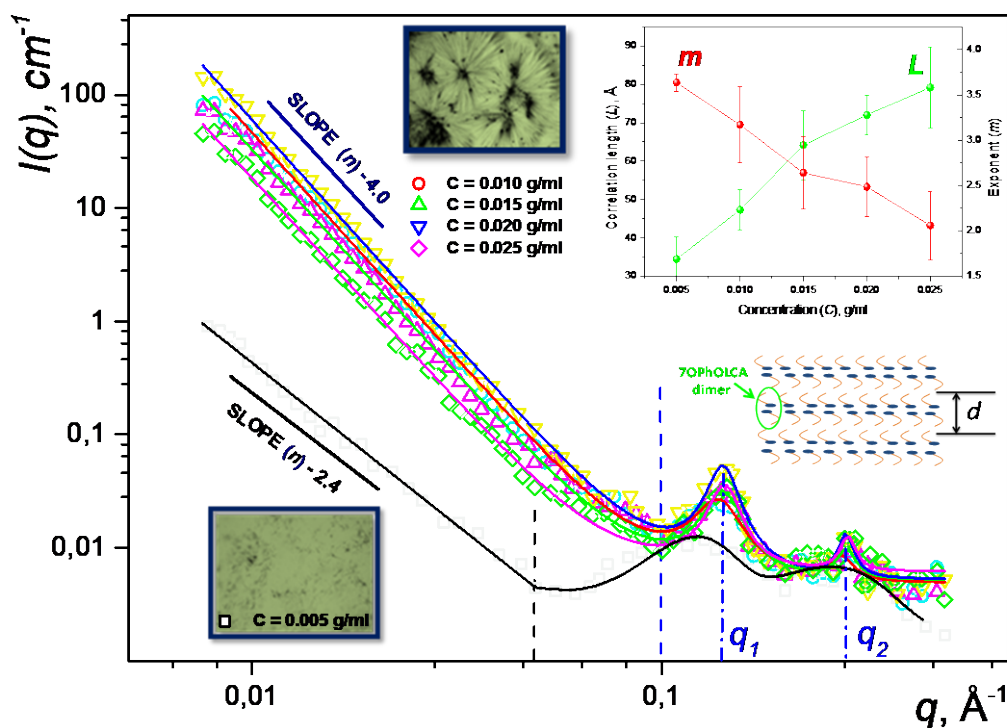 I(q), cm⁻¹
100
10
1
0,1
0,01
SLOPE (n) - 4.0
C = 0.010 g/ml
C = 0.015 g/ml
C = 0.020 g/ml
C = 0.025 g/ml
SLOPE (n) - 2.4
C = 0.005 g/ml
m
L
Correlation length (L), Å
90
80
70
60
50
40
30
4.0
3.5
3.0
2.5
2.0
1.5
Exponent (m)
0.005
0.010
0.015
0.020
0.025
Concentration (C), g/ml
7OPhOLCA
dimer
d
q₁
q₂
0,01
0,1
q, Å⁻¹